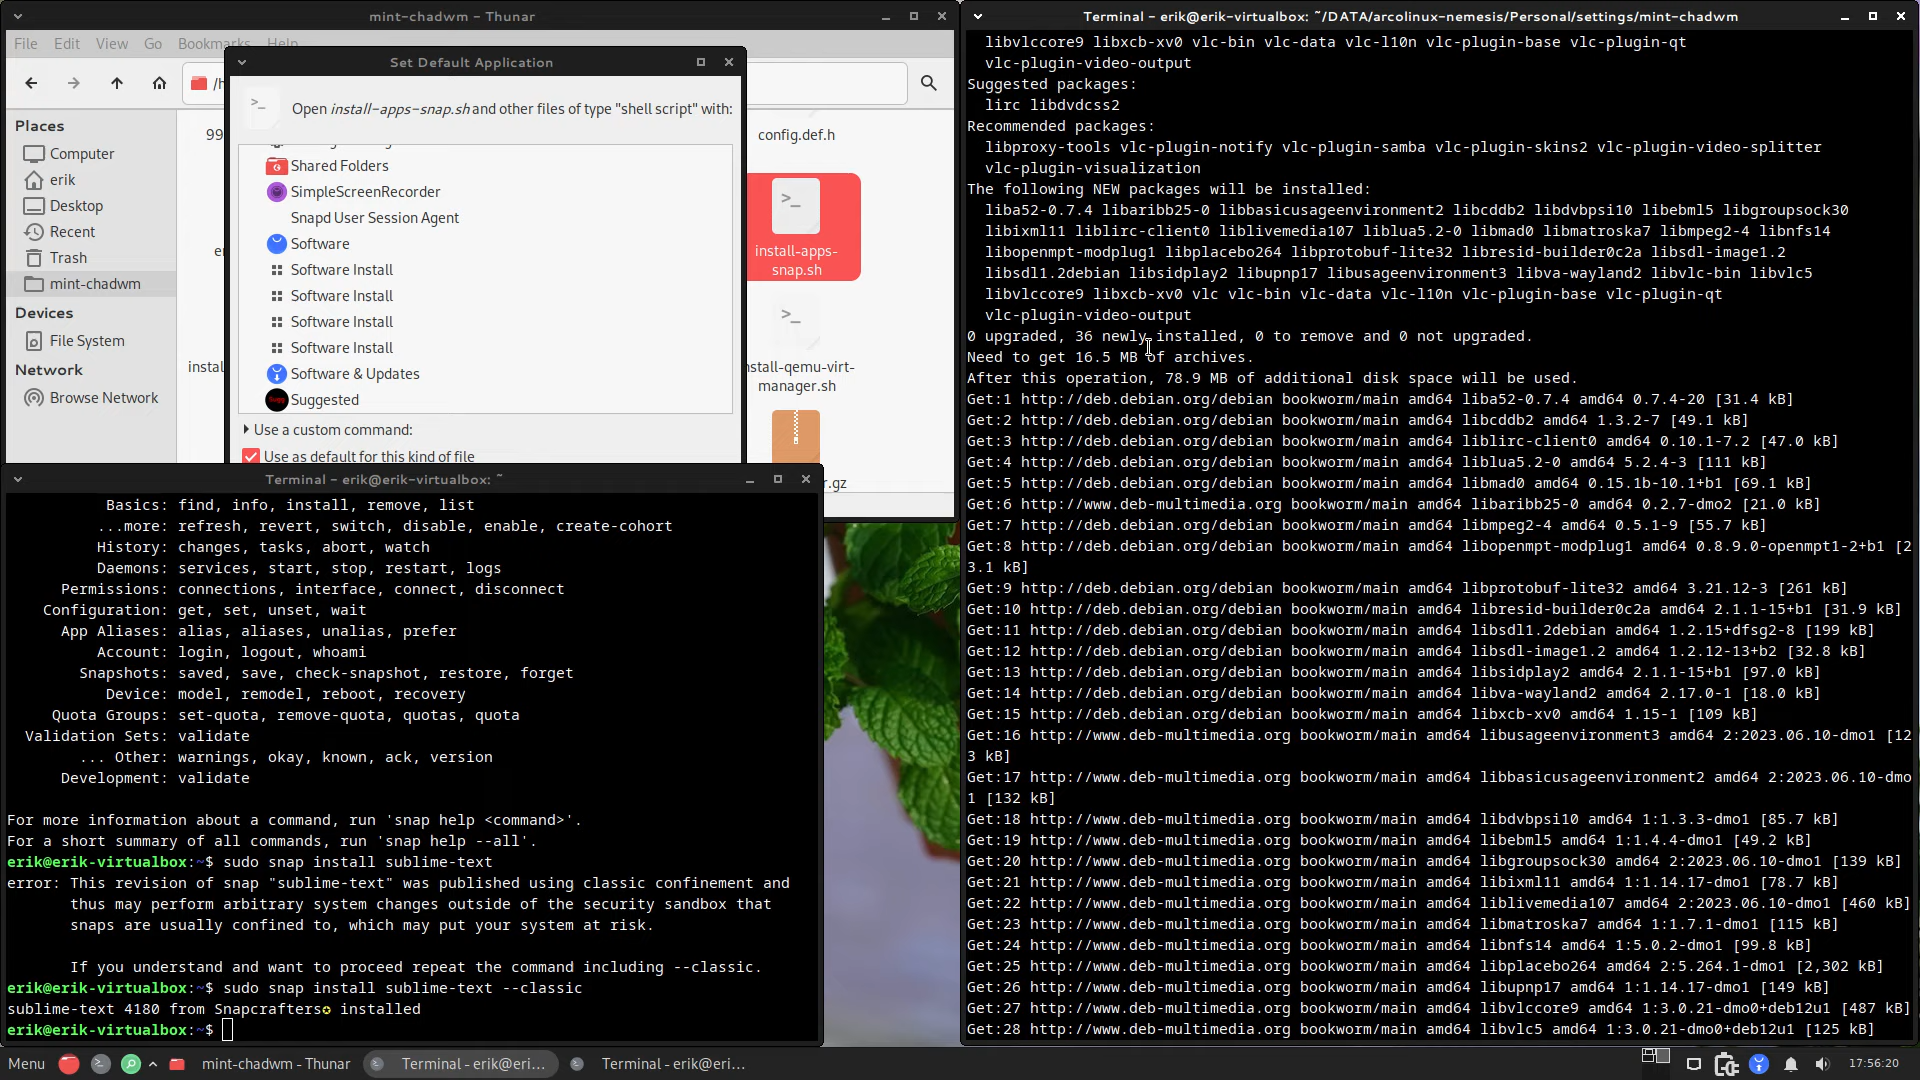 mint-chadwm - Thunar
File Edit View Go Bookmarks Help
/h
Places
Computer
erik
Desktop
Recent
Trash
mint-chadwm
Devices
File System
Network
Browse Network
99
config.def.h
install-apps-
snap.sh
nstall-qemu-virt-
manager.sh
r.gz
Set Default Application
Open install-apps-snap.sh and other files of type "shell script" with:
Shared Folders
SimpleScreenRecorder
Snapd User Session Agent
Software
Software Install
Software Install
Software Install
Software Install
Software & Updates
Suggested
Use a custom command:
Use as default for this kind of file
Terminal - erik@erik-virtualbox: ~
Basics: find, info, install, remove, list
...more: refresh, revert, switch, disable, enable, create-cohort
History: changes, tasks, abort, watch
Daemons: services, start, stop, restart, logs
Permissions: connections, interface, connect, disconnect
Configuration: get, set, unset, wait
App Aliases: alias, aliases, unalias, prefer
Account: login, logout, whoami
Snapshots: saved, save, check-snapshot, restore, forget
Device: model, remodel, reboot, recovery
Quota Groups: set-quota, remove-quota, quotas, quota
Validation Sets: validate
... Other: warnings, okay, known, ack, version
Development: validate
For more information about a command, run 'snap help <command>'.
For a short summary of all commands, run 'snap help --all'.
erik@erik-virtualbox:~$ sudo snap install sublime-text
error: This revision of snap "sublime-text" was published using classic confinement and
thus may perform arbitrary system changes outside of the security sandbox that
snaps are usually confined to, which may put your system at risk.
If you understand and want to proceed repeat the command including --classic.
erik@erik-virtualbox:~$ sudo snap install sublime-text --classic
sublime-text 4180 from Snapcrafters✪ installed
erik@erik-virtualbox:~$
Terminal - erik@erik-virtualbox: ~/DATA/arcolinux-nemesis/Personal/settings/mint-chadwm
libvlccore9 libxcb-xv0 vlc-bin vlc-data vlc-l10n vlc-plugin-base vlc-plugin-qt
vlc-plugin-video-output
Suggested packages:
lirc libdvdcss2
Recommended packages:
libproxy-tools vlc-plugin-notify vlc-plugin-samba vlc-plugin-skins2 vlc-plugin-video-splitter
vlc-plugin-visualization
The following NEW packages will be installed:
liba52-0.7.4 libaribb25-0 libbasicusageenvironment2 libcddb2 libdvbpsi10 libebml5 libgroupsock30
libixml11 liblirc-client0 liblivemedia107 liblua5.2-0 libmad0 libmatroska7 libmpeg2-4 libnfs14
libopenmpt-modplug1 libplacebo264 libprotobuf-lite32 libresid-builder0c2a libsdl-image1.2
libsdl1.2debian libsidplay2 libupnp17 libusageenvironment3 libva-wayland2 libvlc-bin libvlc5
libvlccore9 libxcb-xv0 vlc vlc-bin vlc-data vlc-l10n vlc-plugin-base vlc-plugin-qt
vlc-plugin-video-output
0 upgraded, 36 newly installed, 0 to remove and 0 not upgraded.
Need to get 16.5 MB of archives.
After this operation, 78.9 MB of additional disk space will be used.
Get:1 http://deb.debian.org/debian bookworm/main amd64 liba52-0.7.4 amd64 0.7.4-20 [31.4 kB]
Get:2 http://deb.debian.org/debian bookworm/main amd64 libcddb2 amd64 1.3.2-7 [49.1 kB]
Get:3 http://deb.debian.org/debian bookworm/main amd64 liblirc-client0 amd64 0.10.1-7.2 [47.0 kB]
Get:4 http://deb.debian.org/debian bookworm/main amd64 liblua5.2-0 amd64 5.2.4-3 [111 kB]
Get:5 http://deb.debian.org/debian bookworm/main amd64 libmad0 amd64 0.15.1b-10.1+b1 [69.1 kB]
Get:6 http://www.deb-multimedia.org bookworm/main amd64 libaribb25-0 amd64 0.2.7-dmo2 [21.0 kB]
Get:7 http://deb.debian.org/debian bookworm/main amd64 libmpeg2-4 amd64 0.5.1-9 [55.7 kB]
Get:8 http://deb.debian.org/debian bookworm/main amd64 libopenmpt-modplug1 amd64 0.8.9.0-openmpt1-2+b1 [2
3.1 kB]
Get:9 http://deb.debian.org/debian bookworm/main amd64 libprotobuf-lite32 amd64 3.21.12-3 [261 kB]
Get:10 http://deb.debian.org/debian bookworm/main amd64 libresid-builder0c2a amd64 2.1.1-15+b1 [31.9 kB]
Get:11 http://deb.debian.org/debian bookworm/main amd64 libsdl1.2debian amd64 1.2.15+dfsg2-8 [199 kB]
Get:12 http://deb.debian.org/debian bookworm/main amd64 libsdl-image1.2 amd64 1.2.12-13+b2 [32.8 kB]
Get:13 http://deb.debian.org/debian bookworm/main amd64 libsidplay2 amd64 2.1.1-15+b1 [97.0 kB]
Get:14 http://deb.debian.org/debian bookworm/main amd64 libva-wayland2 amd64 2.17.0-1 [18.0 kB]
Get:15 http://deb.debian.org/debian bookworm/main amd64 libxcb-xv0 amd64 1.15-1 [109 kB]
Get:16 http://www.deb-multimedia.org bookworm/main amd64 libusageenvironment3 amd64 2:2023.06.10-dmo1 [12
3 kB]
Get:17 http://www.deb-multimedia.org bookworm/main amd64 libbasicusageenvironment2 amd64 2:2023.06.10-dmo
1 [132 kB]
Get:18 http://www.deb-multimedia.org bookworm/main amd64 libdvbpsi10 amd64 1:1.3.3-dmo1 [85.7 kB]
Get:19 http://www.deb-multimedia.org bookworm/main amd64 libebml5 amd64 1:1.4.4-dmo1 [49.2 kB]
Get:20 http://www.deb-multimedia.org bookworm/main amd64 libgroupsock30 amd64 2:2023.06.10-dmo1 [139 kB]
Get:21 http://www.deb-multimedia.org bookworm/main amd64 libixml11 amd64 1:1.14.17-dmo1 [78.7 kB]
Get:22 http://www.deb-multimedia.org bookworm/main amd64 liblivemedia107 amd64 2:2023.06.10-dmo1 [460 kB]
Get:23 http://www.deb-multimedia.org bookworm/main amd64 libmatroska7 amd64 1:1.7.1-dmo1 [115 kB]
Get:24 http://www.deb-multimedia.org bookworm/main amd64 libnfs14 amd64 1:5.0.2-dmo1 [99.8 kB]
Get:25 http://www.deb-multimedia.org bookworm/main amd64 libplacebo264 amd64 2:5.264.1-dmo1 [2,302 kB]
Get:26 http://www.deb-multimedia.org bookworm/main amd64 libupnp17 amd64 1:1.14.17-dmo1 [149 kB]
Get:27 http://www.deb-multimedia.org bookworm/main amd64 libvlccore9 amd64 1:3.0.21-dmo0+deb12u1 [487 kB]
Get:28 http://www.deb-multimedia.org bookworm/main amd64 libvlc5 amd64 1:3.0.21-dmo0+deb12u1 [125 kB]
Menu
mint-chadwm - Thunar
Terminal - erik@eri...
Terminal - erik@eri...
17:56:20